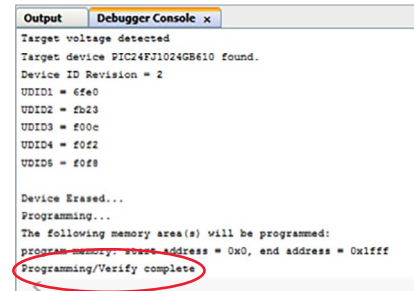 Output
Debugger Console ×
Target voltage detected
Target device PIC24FJ1024GB610 found.
Device ID Revision = 2
UDID1 = 6fe0
UDID2 = fb23
UDID3 = f00c
UDID4 = f0f2
UDID5 = f0f8
Device Erased...
Programming...
The following memory area(s) will be programmed:
program memory: start address = 0x0, end address = 0x1fff
Programming/Verify complete